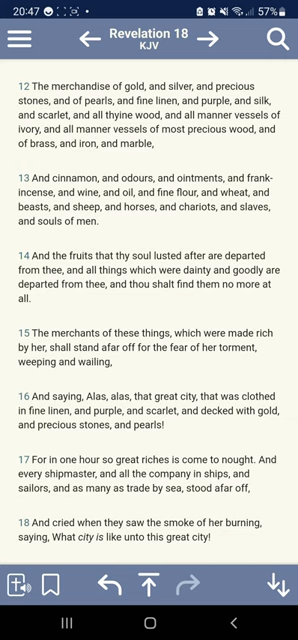 20:47
57%
Revelation 18
KJV
12 The merchandise of gold, and silver, and precious
stones, and of pearls, and fine linen, and purple, and silk,
and scarlet, and all thyine wood, and all manner vessels of
ivory, and all manner vessels of most precious wood, and
of brass, and iron, and marble,
13 And cinnamon, and odours, and ointments, and frank-
incense, and wine, and oil, and fine flour, and wheat, and
beasts, and sheep, and horses, and chariots, and slaves,
and souls of men.
14 And the fruits that thy soul lusted after are departed
from thee, and all things which were dainty and goodly are
departed from thee, and thou shalt find them no more at
all.
15 The merchants of these things, which were made rich
by her, shall stand afar off for the fear of her torment,
weeping and wailing,
16 And saying, Alas, alas, that great city, that was clothed
in fine linen, and purple, and scarlet, and decked with gold,
and precious stones, and pearls!
17 For in one hour so great riches is come to nought. And
every shipmaster, and all the company in ships, and
sailors, and as many as trade by sea, stood afar off,
18 And cried when they saw the smoke of her burning,
saying, What city is like unto this great city!